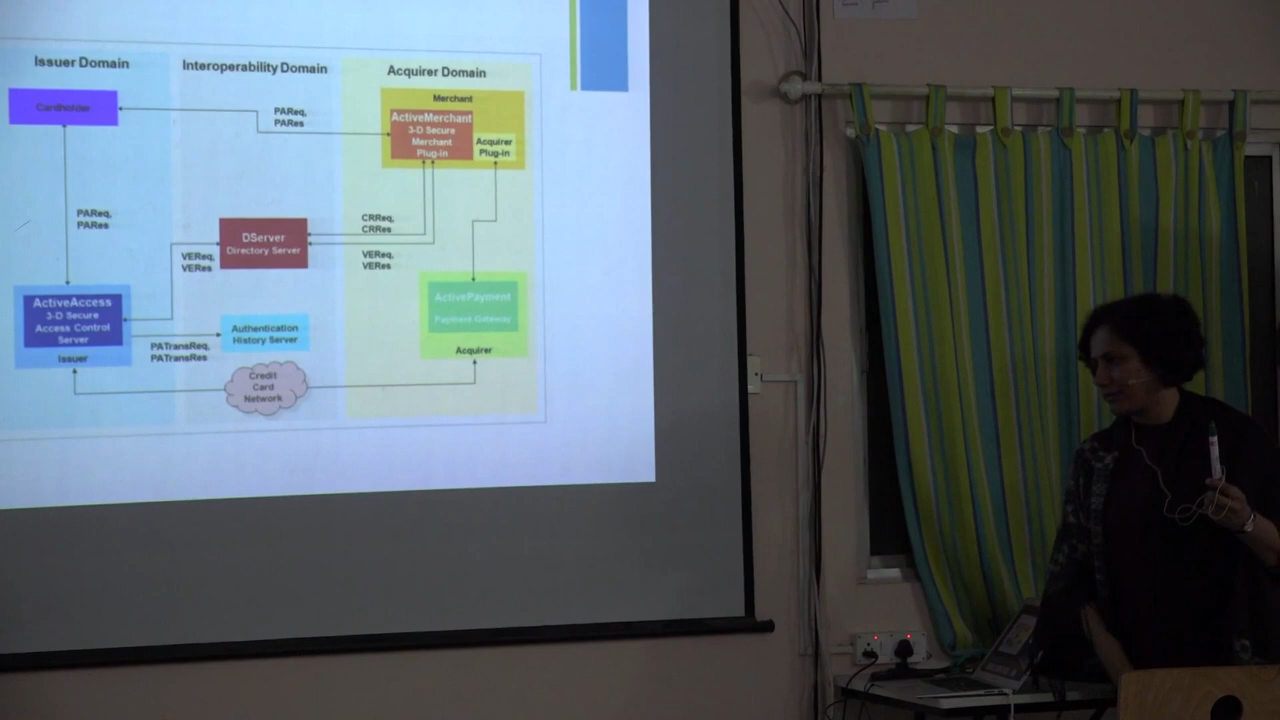 Issuer Domain
Interoperability Domain
Acquirer Domain
Cardholder
PAReq,
PARes
Merchant
ActiveMerchant
3-D Secure
Merchant
Plug-in
Acquirer
Plug-in
PAReq,
PARes
DServer
Directory Server
CRReq,
CRRes
VEReq,
VERes
VEReq,
VERes
ActiveAccess
3-D Secure
Access Control
Server
Issuer
PATransReq,
PATransRes
Authentication
History Server
Credit
Card
Network
ActivePayment
Payment Gateway
Acquirer